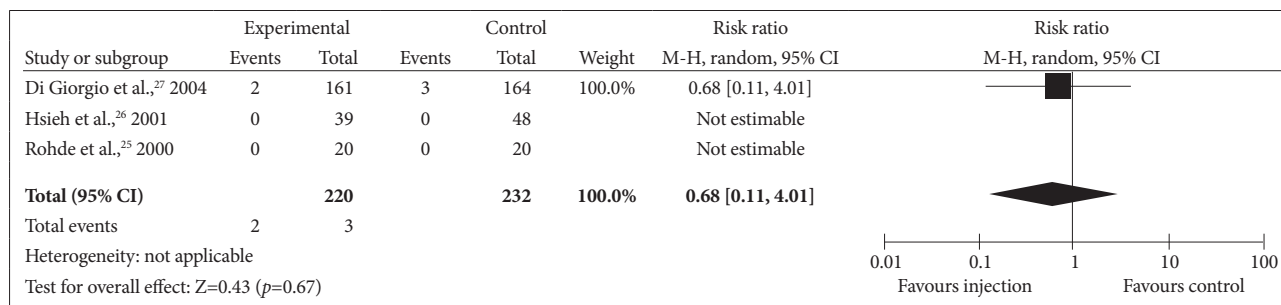 Experimental Control Risk ratio Risk ratio
Study or subgroup Events Total Events Total Weight M-H, random, 95% CI M-H, random, 95% CI
Di Giorgio et al.,27 2004 2 161 3 164 100.0% 0.68 [0.11, 4.01]
Hsieh et al.,26 2001 0 39 0 48 Not estimable
Rohde et al.,25 2000 0 20 0 20 Not estimable
Total (95% CI) 220 232 100.0% 0.68 [0.11, 4.01]
Total events 2 3
Heterogeneity: not applicable
Test for overall effect: Z=0.43 (p=0.67)
0.01 0.1 1 10 100
Favours injection Favours control